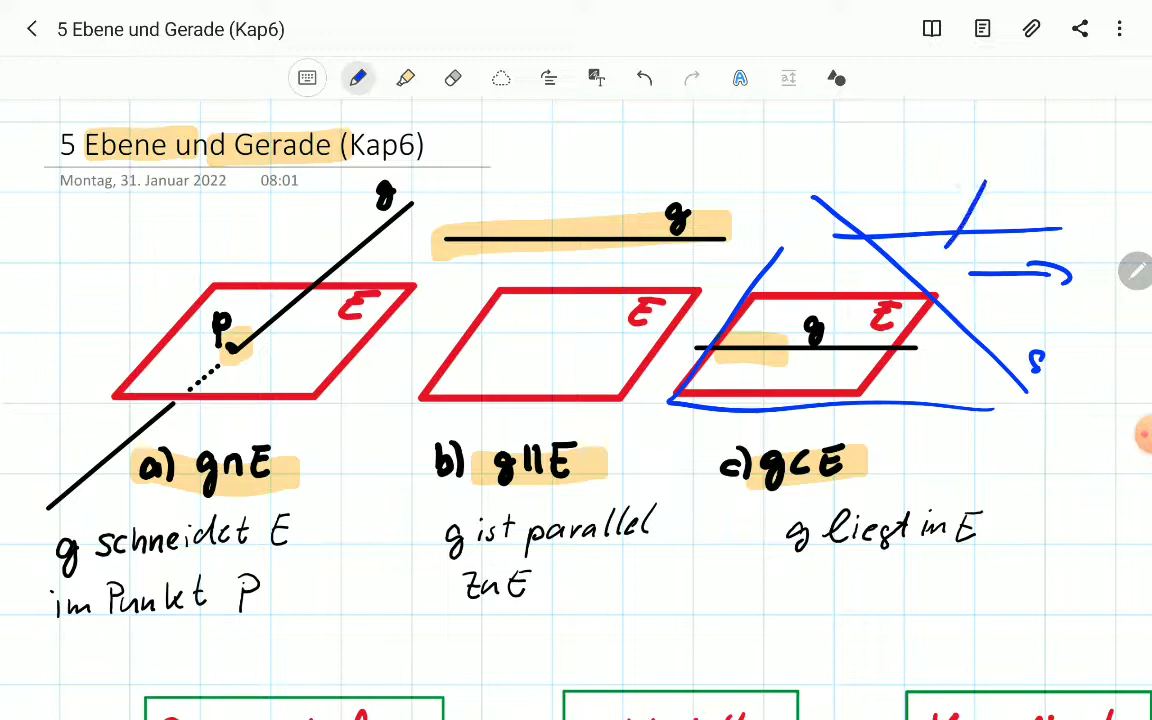 5 Ebene und Gerade (Kap6)
5 Ebene und Gerade (Kap6)
Montag, 31. Januar 2022 08:01
g
g
P
E
E
g
E
s
a) g∩E
b) g||E
c) g⊂E
g schneidet E
im Punkt P
g ist parallel
zu E
g liegt in E